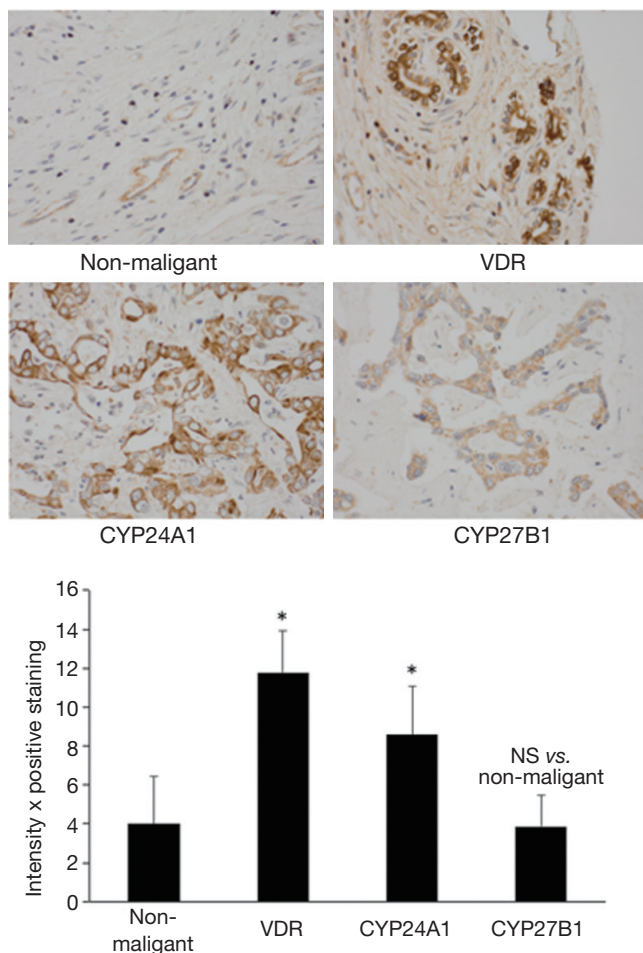 Non-maligant
VDR
CYP24A1
CYP27B1
Intensity x positive staining
16
14
12
10
8
6
4
2
0
*
*
NS vs.
non-maligant
Non-
maligant
VDR
CYP24A1
CYP27B1